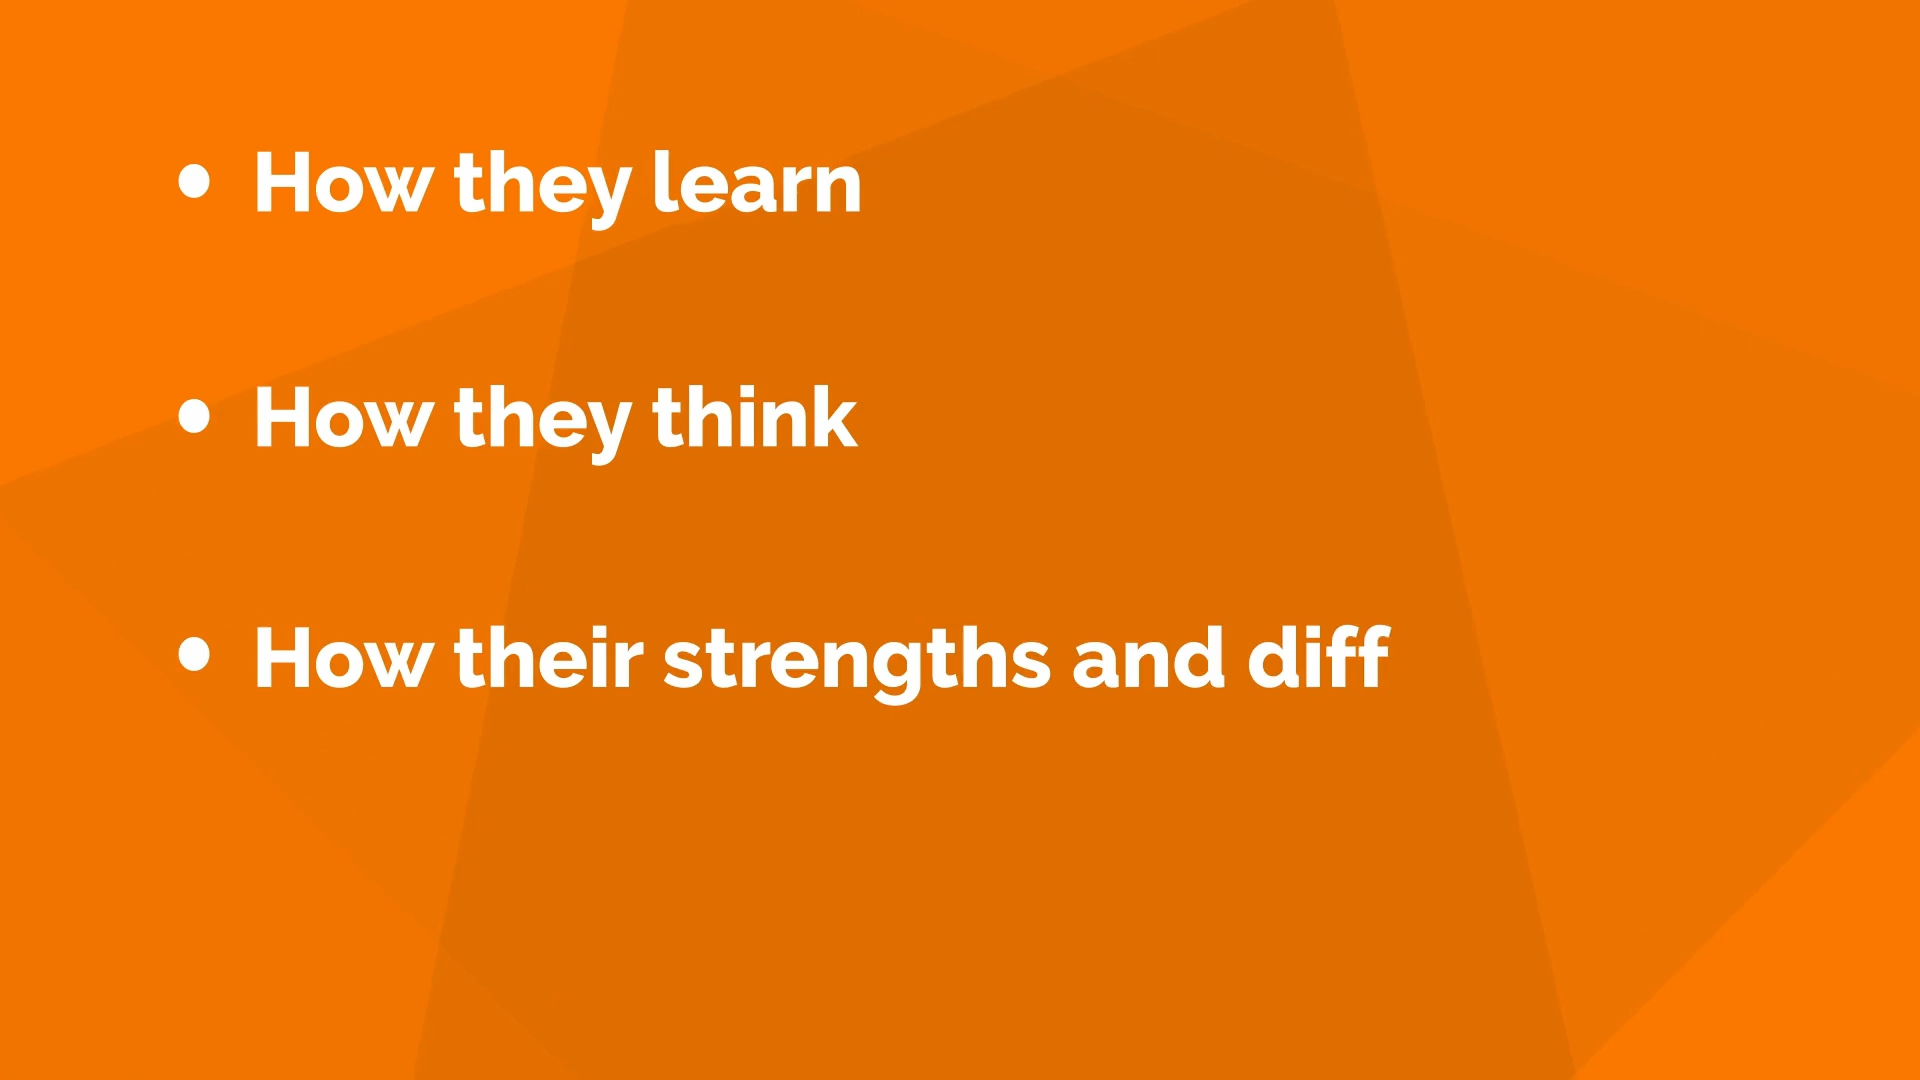 • How they learn
• How they think
• How their strengths and diff